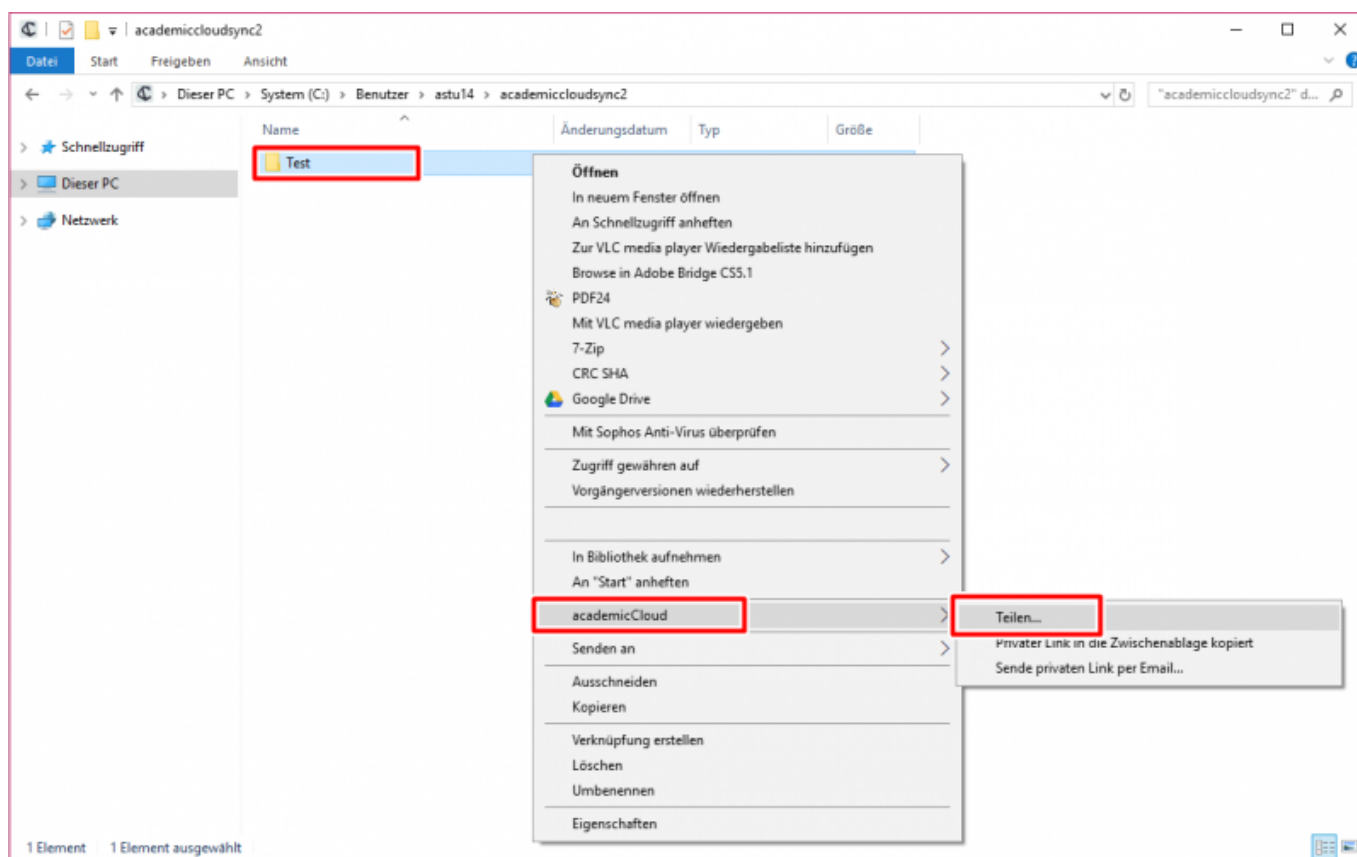 academiccloudsync2
Datei Start Freigeben Ansicht
Dieser PC > System (C:) > Benutzer > astu14 > academiccloudsync2
"academiccloudsync2" d...
Name Änderungsdatum Typ Größe
Schnellzugriff
Dieser PC
Netzwerk
Test
Öffnen
In neuem Fenster öffnen
An Schnellzugriff anheften
Zur VLC media player Wiedergabeliste hinzufügen
Browse in Adobe Bridge CS5.1
PDF24
Mit VLC media player wiedergeben
7-Zip
CRC SHA
Google Drive
Mit Sophos Anti-Virus überprüfen
Zugriff gewähren auf
Vorgängerversionen wiederherstellen
In Bibliothek aufnehmen
An "Start" anheften
academicCloud
Senden an
Ausschneiden
Kopieren
Verknüpfung erstellen
Löschen
Umbenennen
Eigenschaften
Teilen...
Privater Link in die Zwischenablage kopiert
Sende privaten Link per Email...
1 Element 1 Element ausgewählt